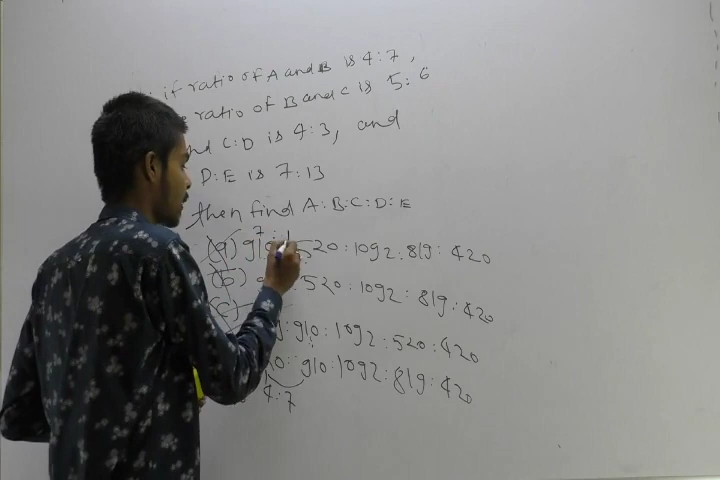 if ratio of A and B is 4:7,
ratio of B and C is 5:6
C:D is 4:3, and
D:E is 7:13
then find A:B:C:D:E
7
(a) 910:520:1092:819:420
(b) :520:1092:819:420
(c)
:910:1092:520:420
:910:1092:819:420
4:7